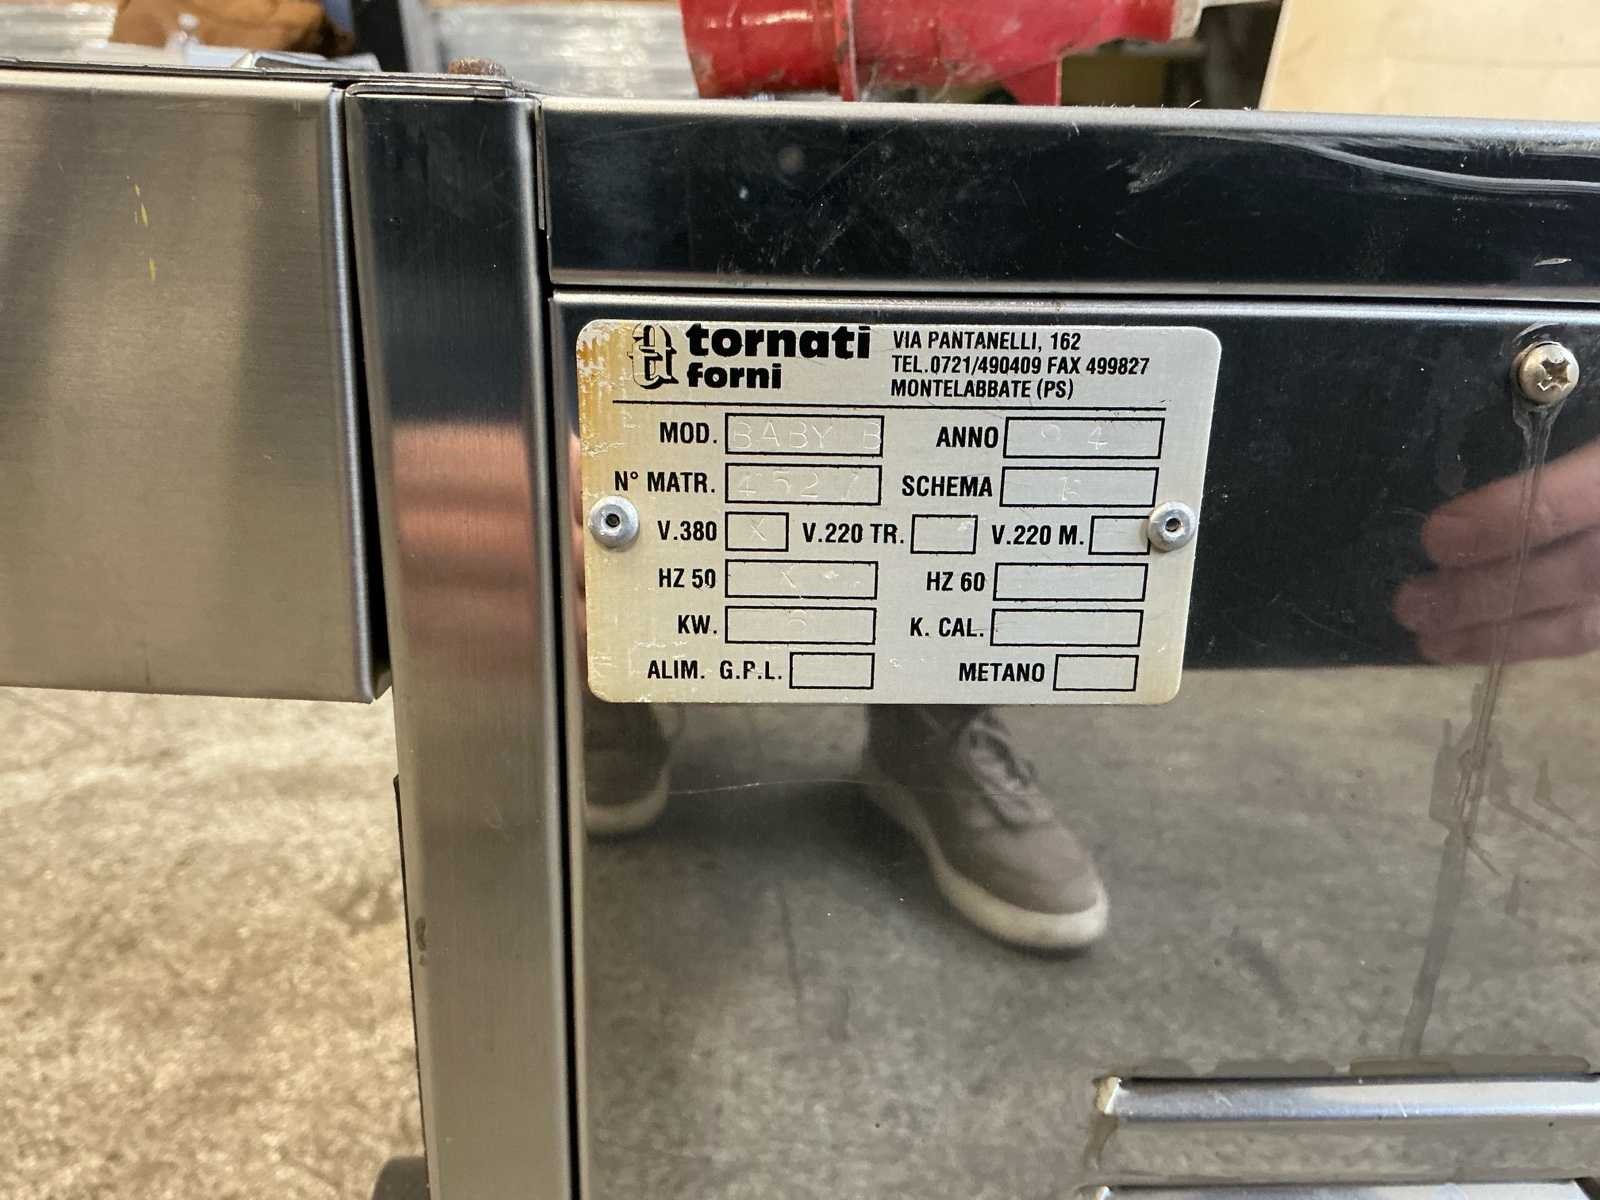 tornati
forni
VIA PANTANELLI, 162
TEL.0721/490409 FAX 499827
MONTELABBATE (PS)
MOD. BABY B ANNO 94
N° MATR. 4527 SCHEMA
V.380 X V.220 TR. V.220 M.
HZ 50 X HZ 60
KW. K. CAL.
ALIM. G.P.L. METANO